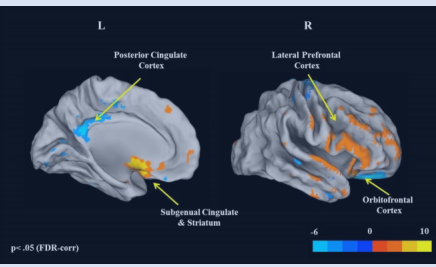 L
R
Posterior Cingulate
Cortex
Lateral Prefrontal
Cortex
Subgenual Cingulate
& Striatum
Orbitofrontal
Cortex
-6
0
10
p< .05 (FDR-corr)